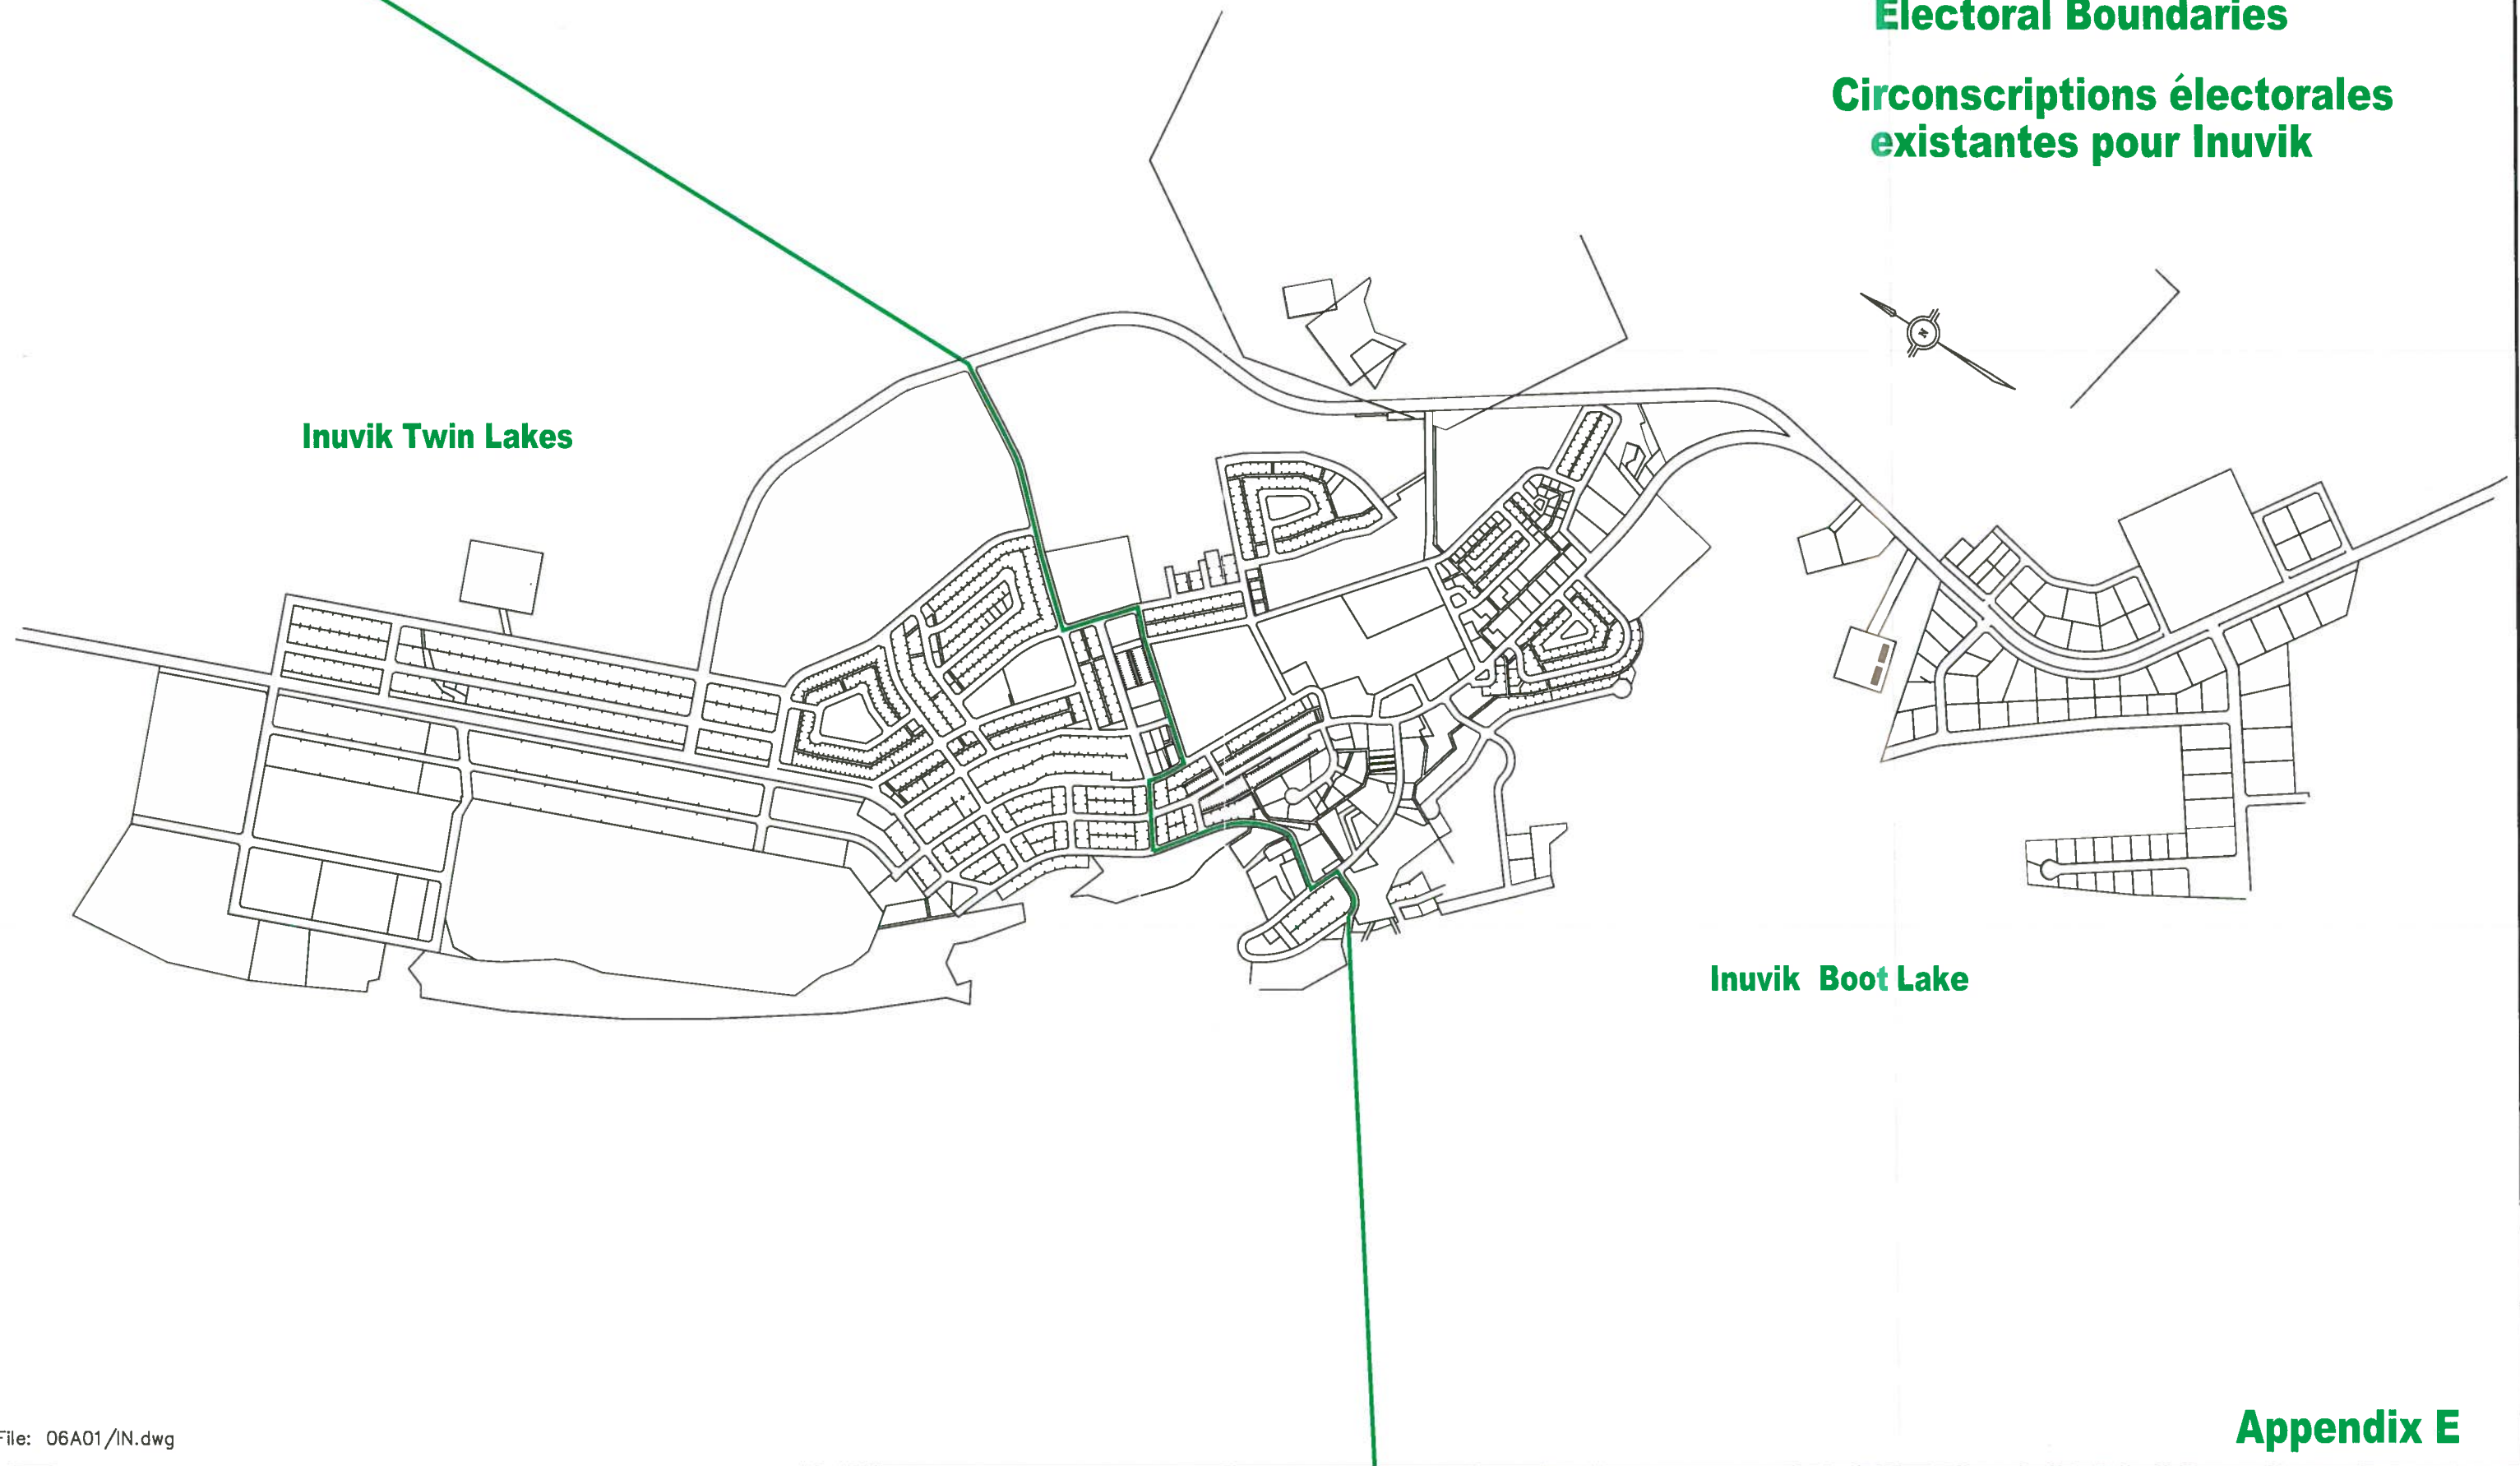 Electoral Boundaries
Circonscriptions électorales
existantes pour Inuvik
N
Inuvik Twin Lakes
Inuvik Boot Lake
File: 06A01/IN.dwg
Appendix E